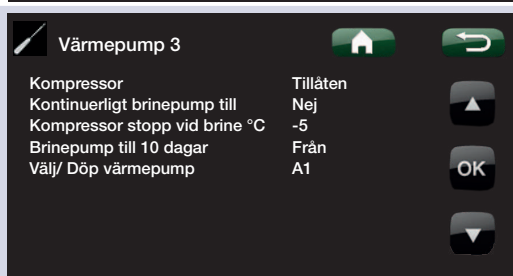 Värmepump 3
Kompressor Tillåten
Kontinuerligt brinepump till Nej
Kompressor stopp vid brine °C -5
Brinepump till 10 dagar Från
Välj/ Döp värmepump A1
OK